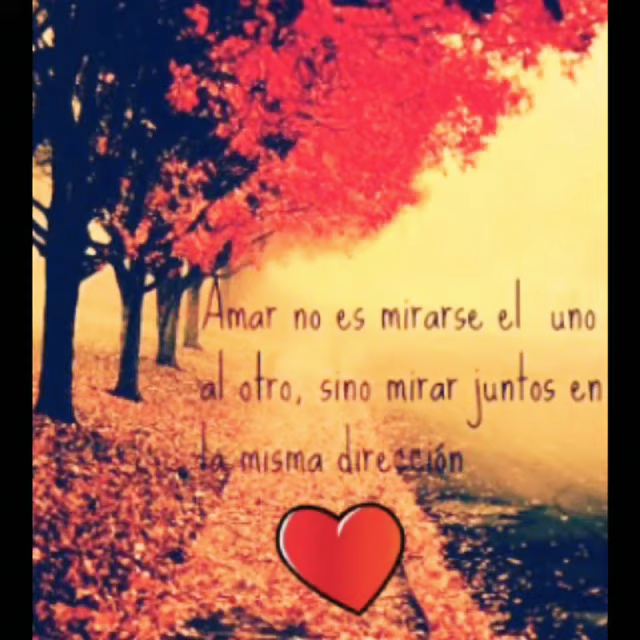 Amar no es mirarse el uno
al otro, sino mirar juntos en
la misma dirección